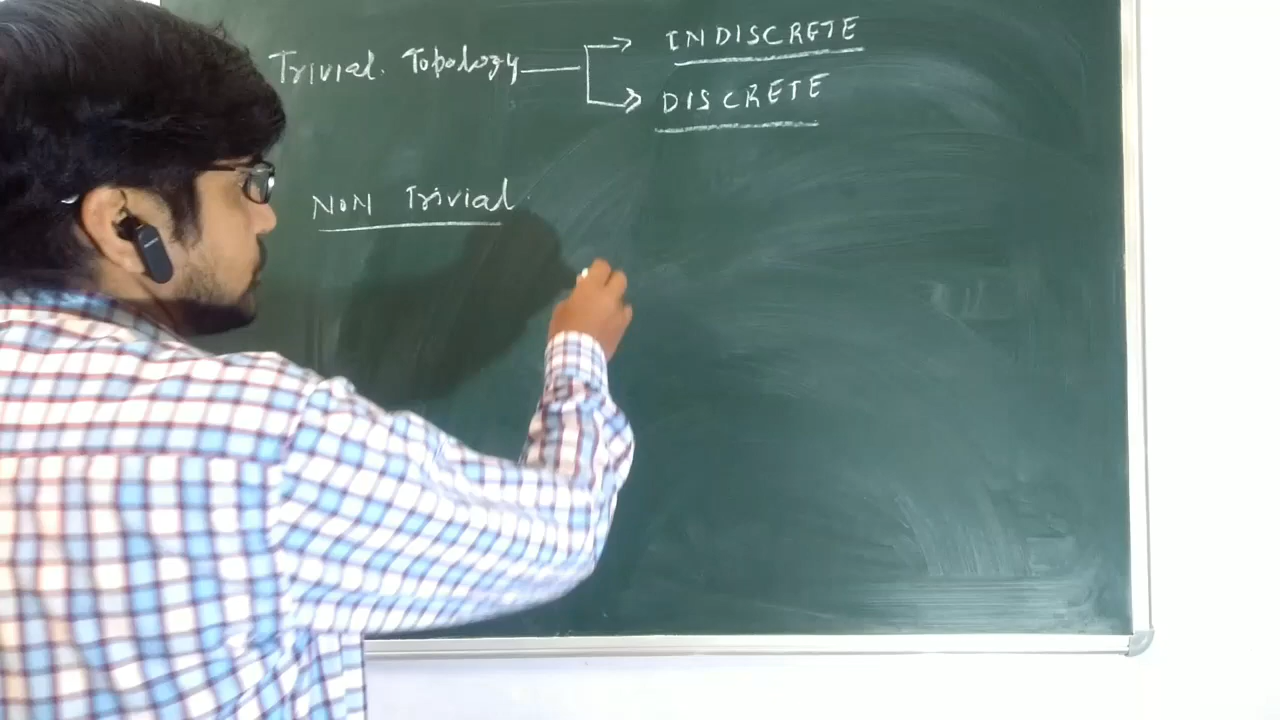 Trivial. Topology
INDISCRETE
DISCRETE
NON Trivial.